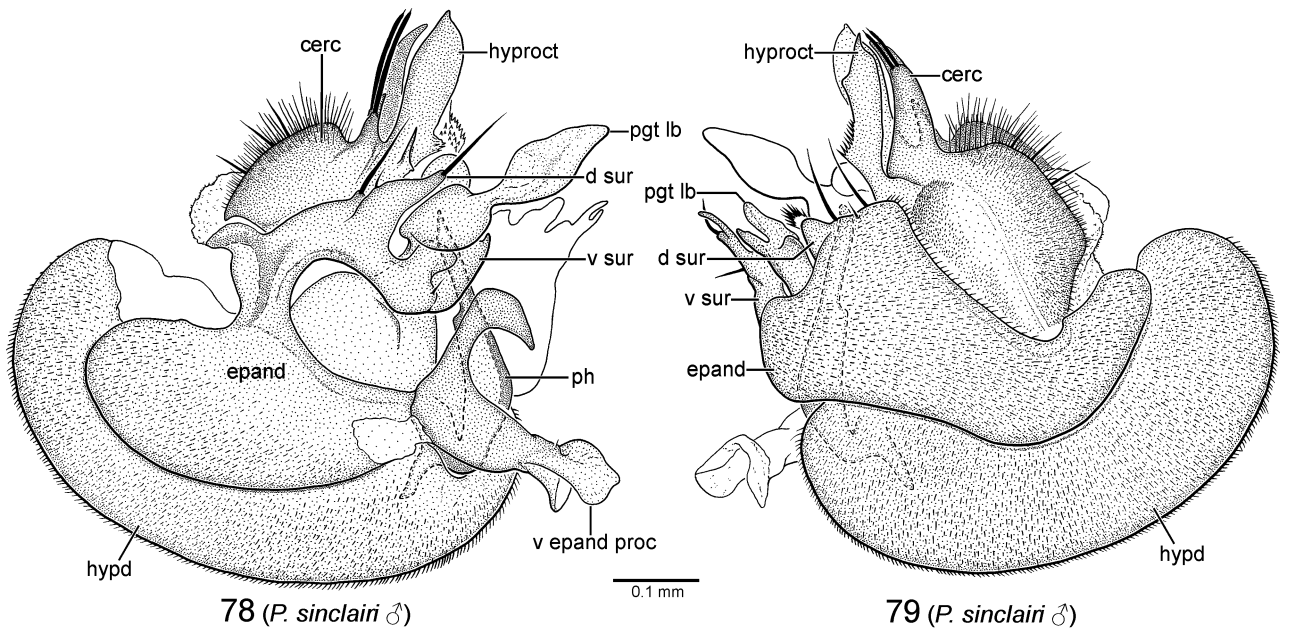 cerc
hyproct
pgt lb
d sur
v sur
epand
ph
v epand proc
hypd
78 (P. sinclairi ♂)
0.1 mm
hyproct
cerc
pgt lb
d sur
v sur
epand
hypd
79 (P. sinclairi ♂)